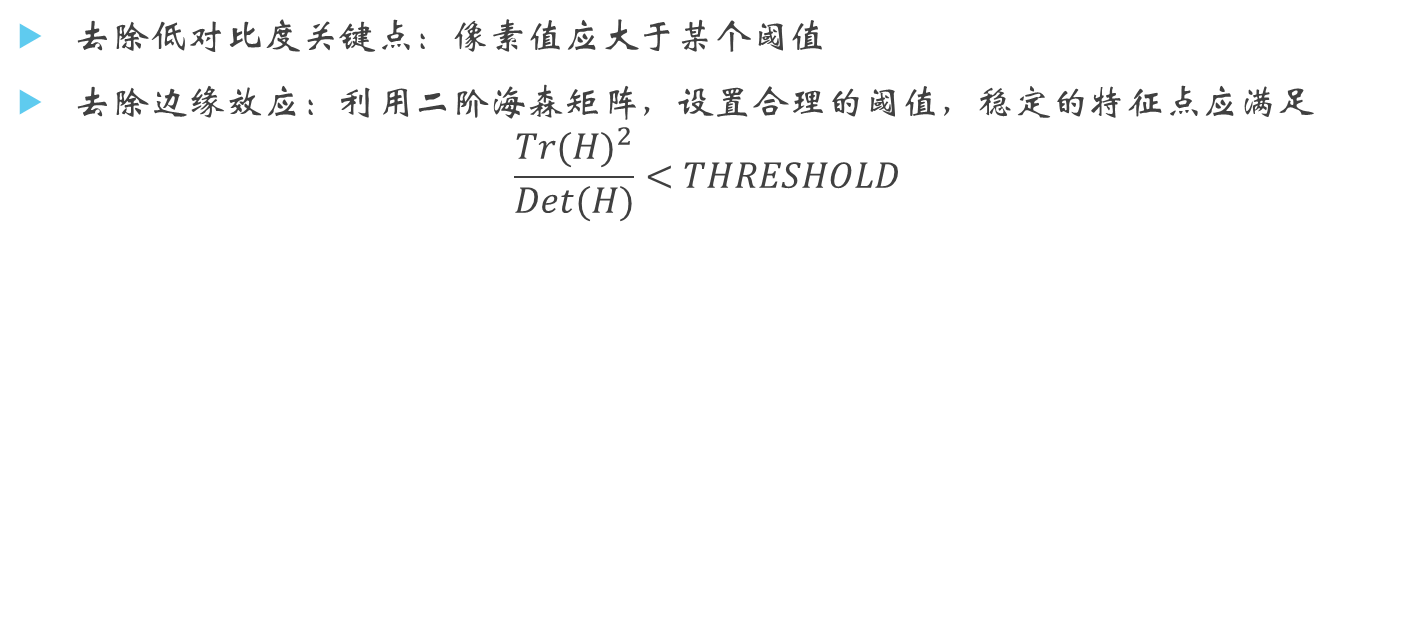 去除低对比度关键点：像素值应大于某个阈值
去除边缘效应：利用二阶海森矩阵，设置合理的阈值，稳定的特征点应满足
Tr(H)²
Det(H) < THRESHOLD